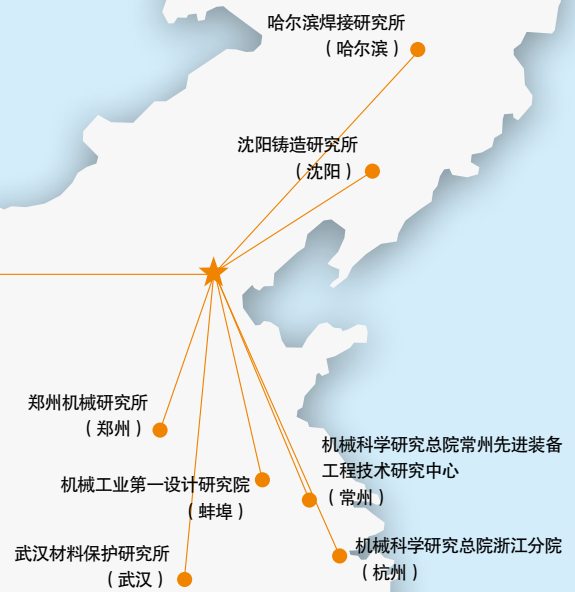 哈尔滨焊接研究所
（哈尔滨）
沈阳铸造研究所
（沈阳）
郑州机械研究所
（郑州）
机械科学研究总院常州先进装备
工程技术研究中心
（常州）
机械工业第一设计研究院
（蚌埠）
机械科学研究总院浙江分院
（杭州）
武汉材料保护研究所
（武汉）